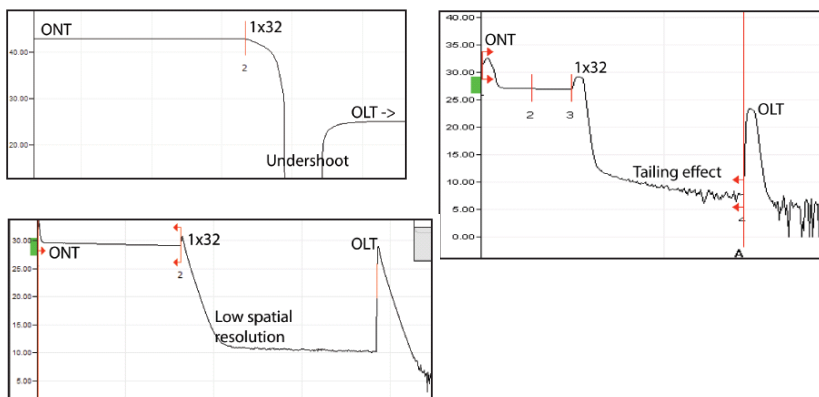 ONT
1x32
40.00
2
30.00
OLT ->
20.00
Undershoot
40.00
ONT
35.00
30.00
1x32
25.00
2
3
OLT
20.00
15.00
Tailing effect
10.00
5.00
0.00
A
30.00
1x32
OLT
ONT
25.00
2
20.00
Low spatial
resolution
15.00
10.00
5.00